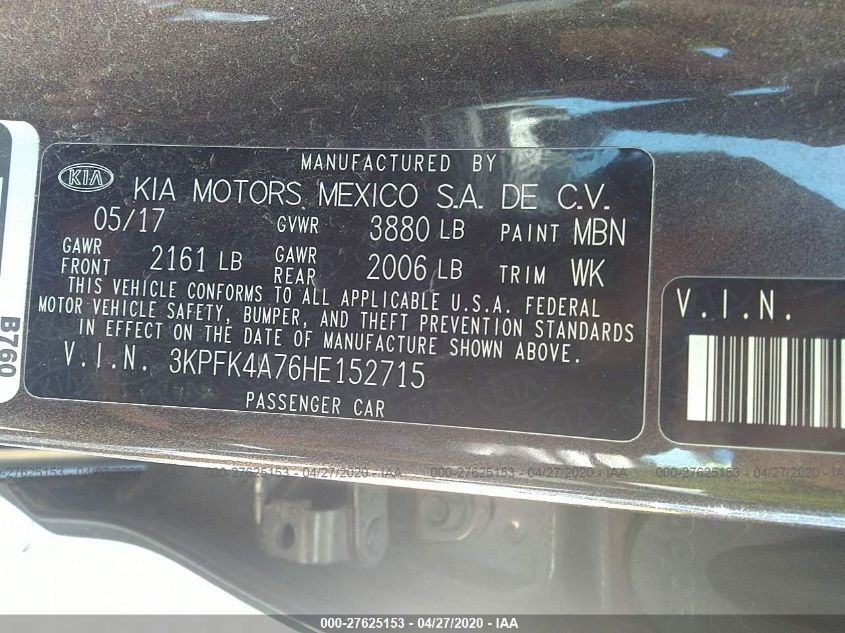 MANUFACTURED BY
KIA KIA MOTORS MEXICO S.A. DE C.V.
05/17 GVWR 3880 LB PAINT MBN
GAWR FRONT 2161 LB GAWR REAR 2006 LB TRIM WK
THIS VEHICLE CONFORMS TO ALL APPLICABLE U.S.A. FEDERAL
MOTOR VEHICLE SAFETY, BUMPER, AND THEFT PREVENTION STANDARDS
IN EFFECT ON THE DATE OF MANUFACTURE SHOWN ABOVE.
V.I.N. 3KPFK4A76HE152715
PASSENGER CAR
B760
V.I.N.
-27625153 - 04/27/2020
000-27625153 - 04/27/2020 - IAA
000-27625153 - 04/27/2020 - IAA
000-27625153 - 04/27/2020 - IAA
000-27625153 - 04/27/2020 - IAA